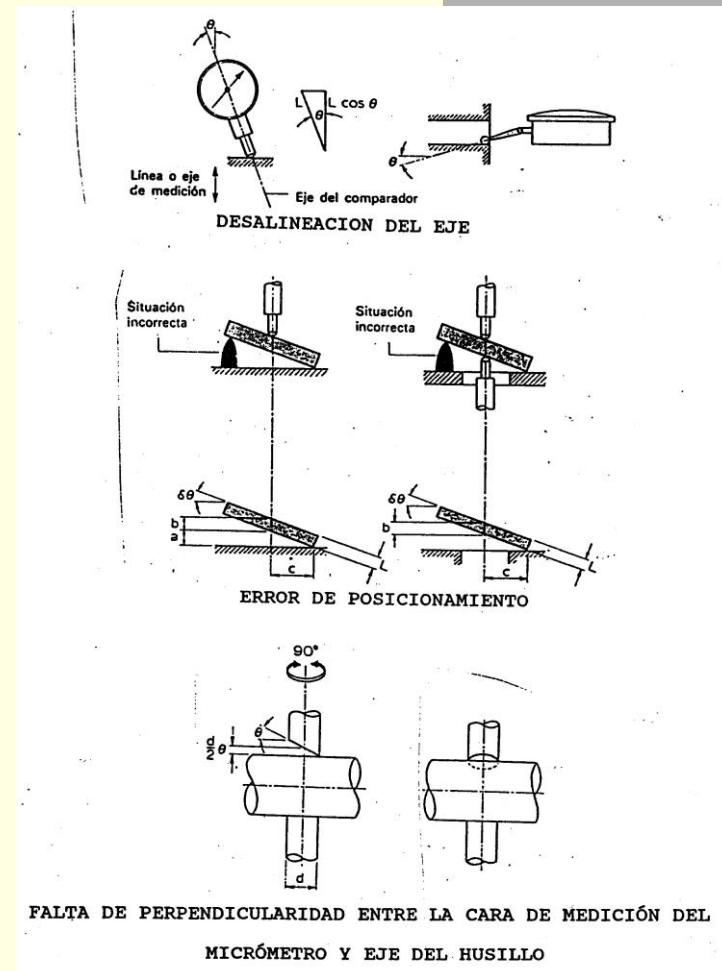 θ
L
θ
L cos θ
θ
Línea o eje
de medición
Eje del comparador
DESALINEACION DEL EJE
Situación
incorrecta
Situación
incorrecta
δθ
b
a
c
L
δθ
b
c
L
ERROR DE POSICIONAMIENTO
90°
θ
d/2 θ
d
FALTA DE PERPENDICULARIDAD ENTRE LA CARA DE MEDICIÓN DEL
MICRÓMETRO Y EJE DEL HUSILLO